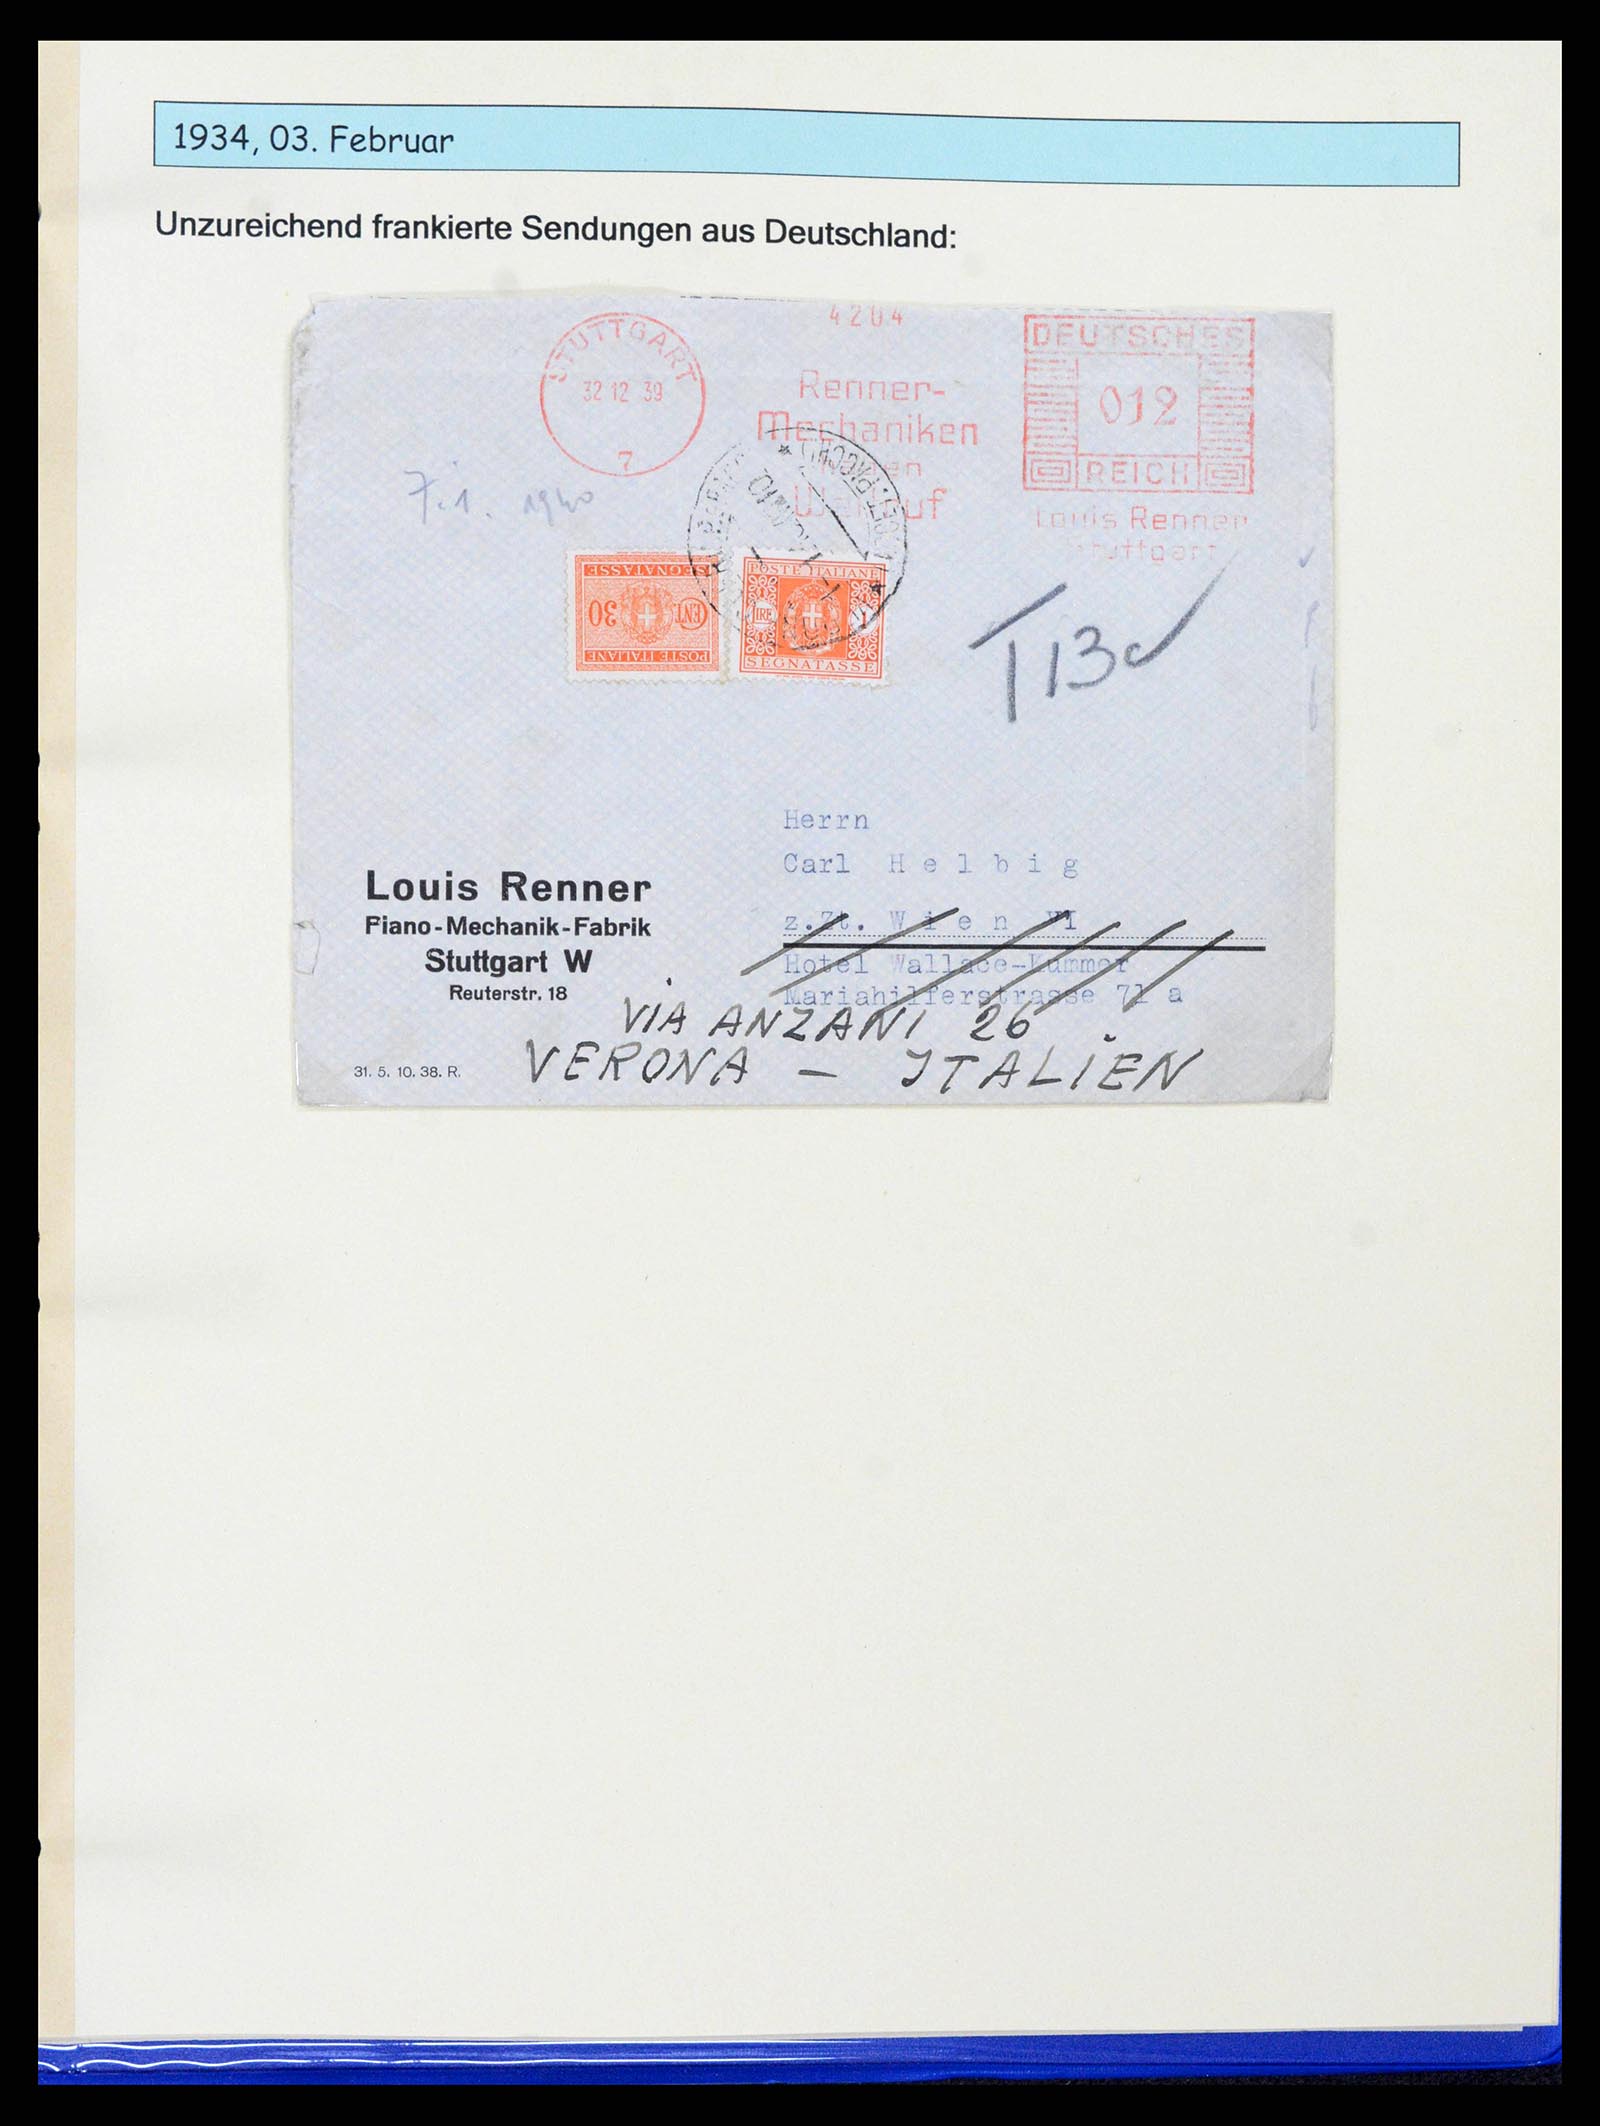 1934, 03. Februar
Unzureichend frankierte Sendungen aus Deutschland:
4204
STUTTGART
32 12 39
7
Renner-
Mechaniken
DEUTSCHES
012
REICH
Louis Renner
Stuttgart
7.1. 1940
POSTE ITALIANE
CENT. 30
SEGNATASSE
POSTE ITALIANE
LIRE
SEGNATASSE
T 13c
Herrn
Carl Helbig
z.Zt. Wien VI
Hotel Wallace-Kummer
Mariahilferstrasse 71 a
Louis Renner
Piano-Mechanik-Fabrik
Stuttgart W
Reuterstr. 18
VIA ANZANI 26
VERONA - ITALIEN
31. 5. 10. 38. R.